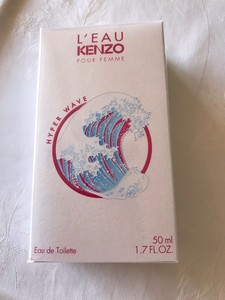 L'EAU
KENZO
POUR FEMME
HYPER WAVE
50 ml
Eau de Toilette
1.7 FL.OZ.